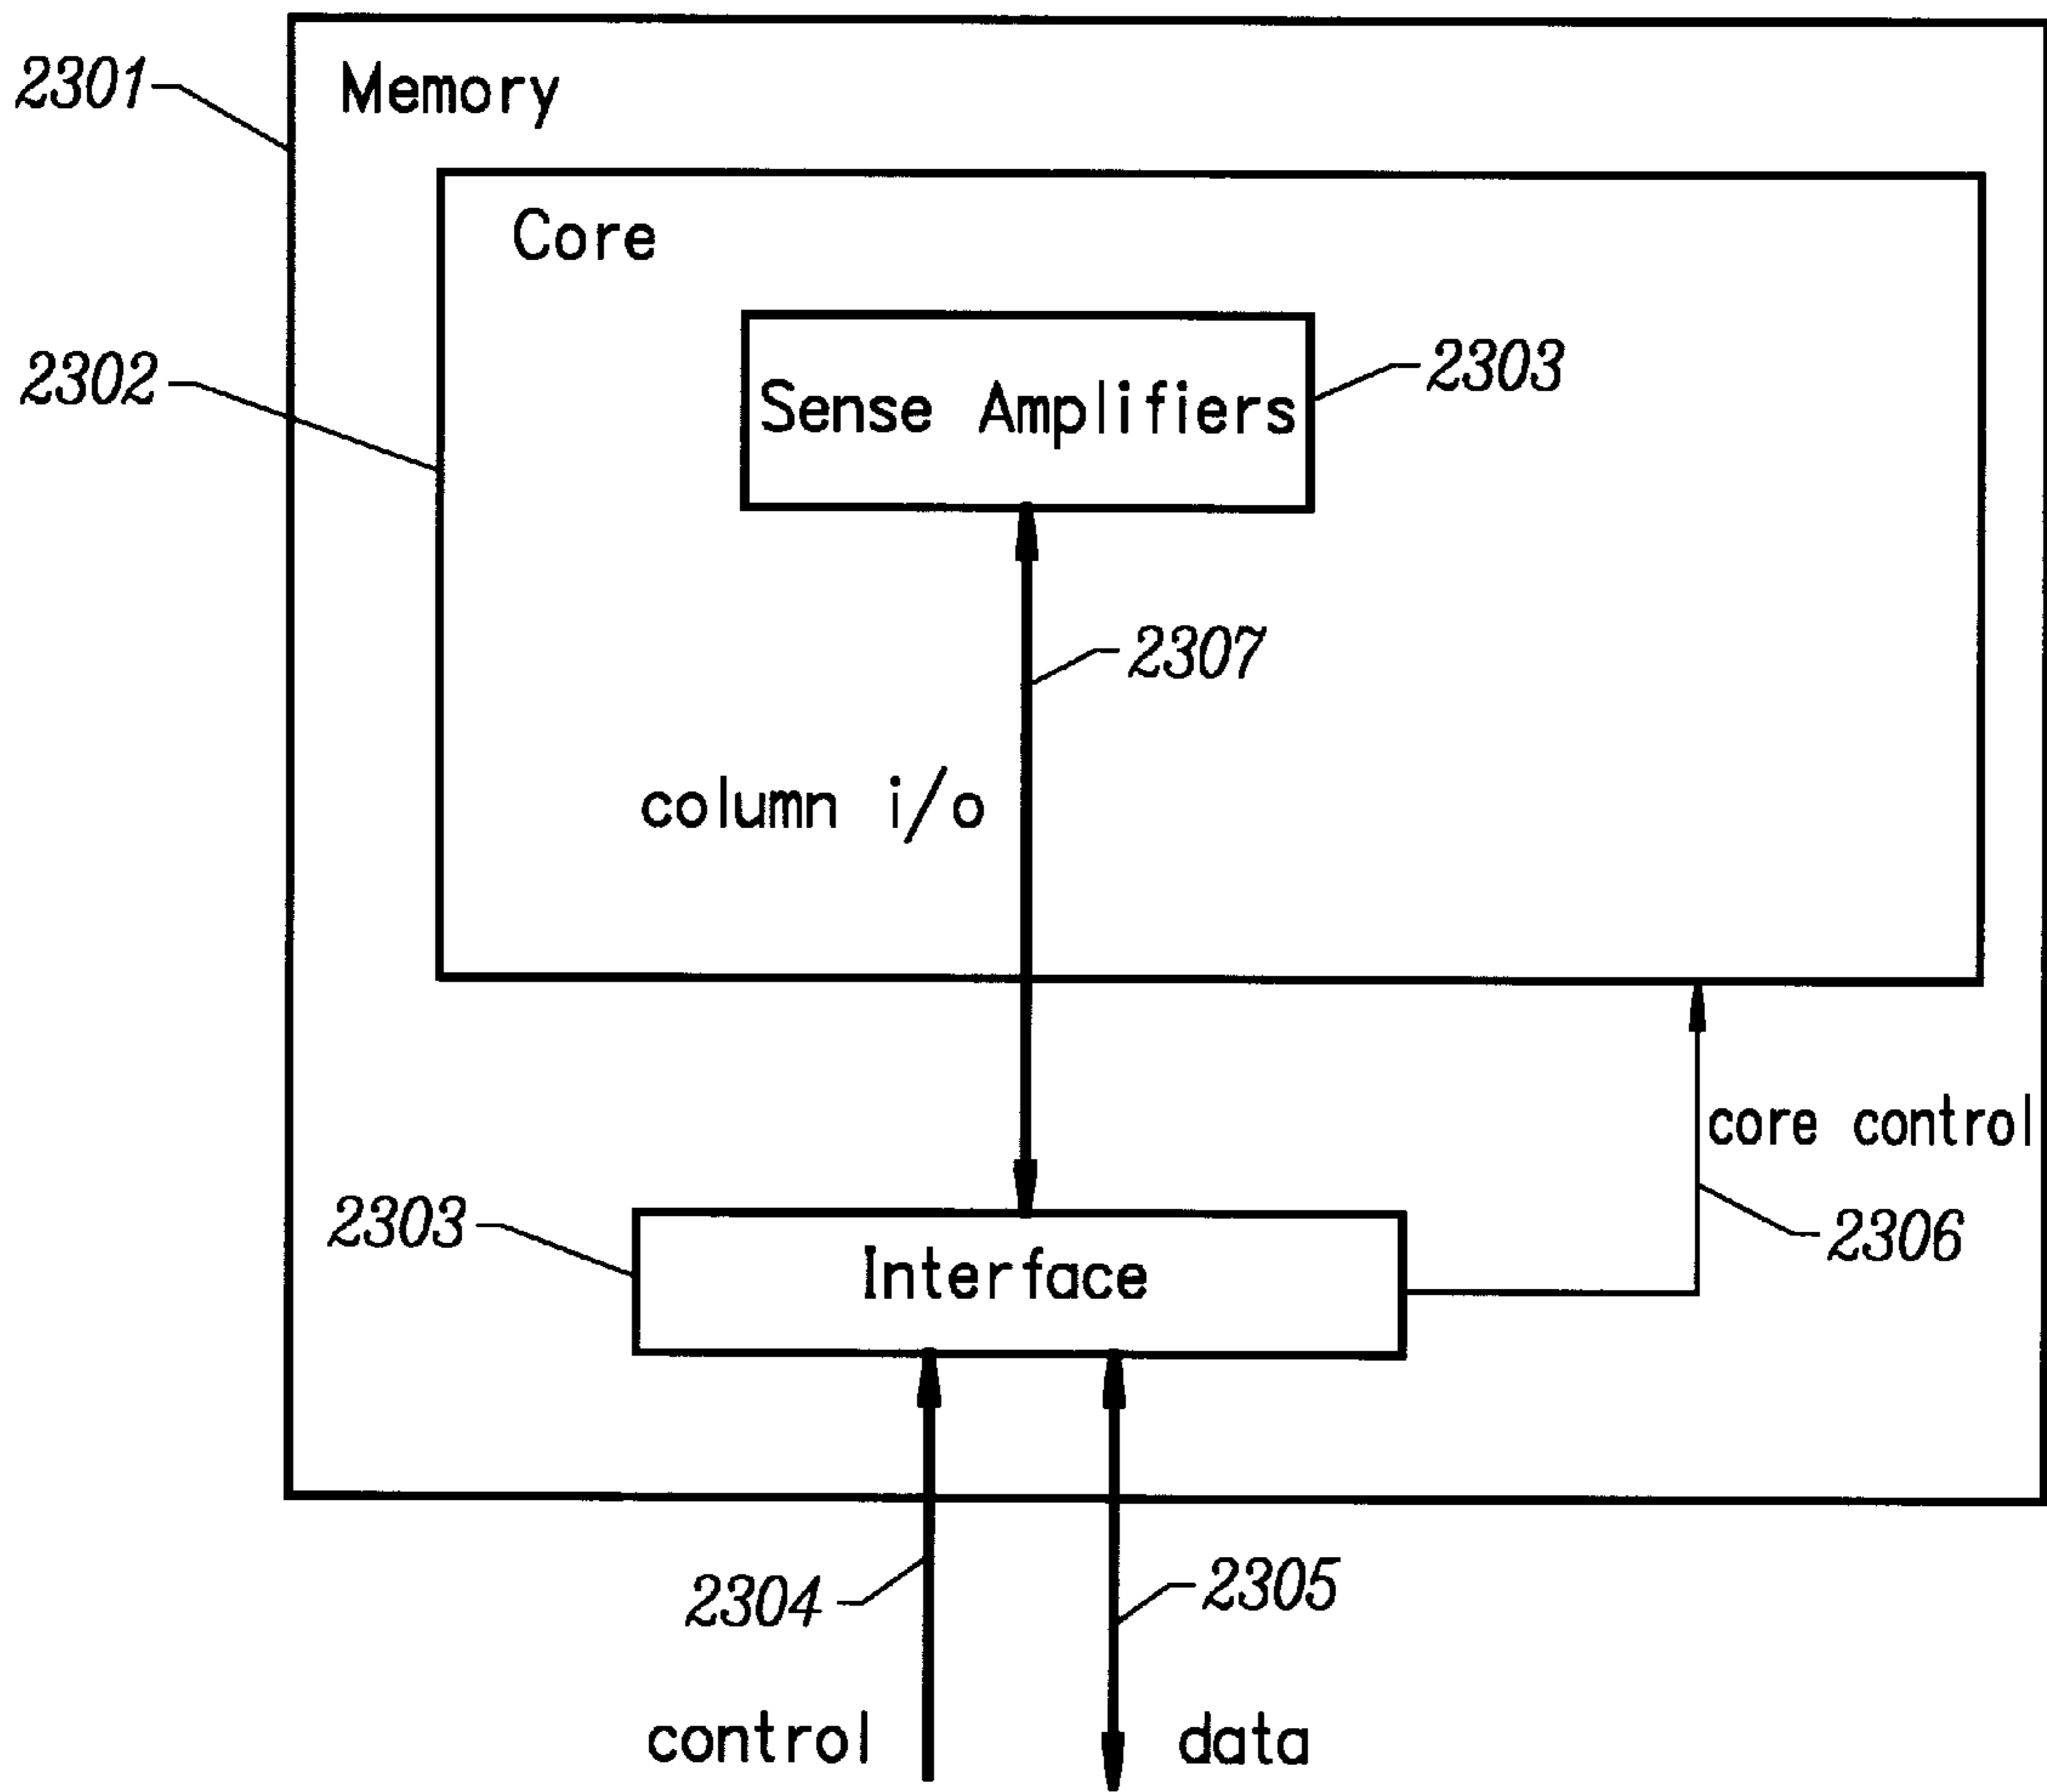 2301
Memory
Core
2302
Sense Amplifiers
2303
2307
column i/o
core control
2303
Interface
2306
2304
2305
control
data